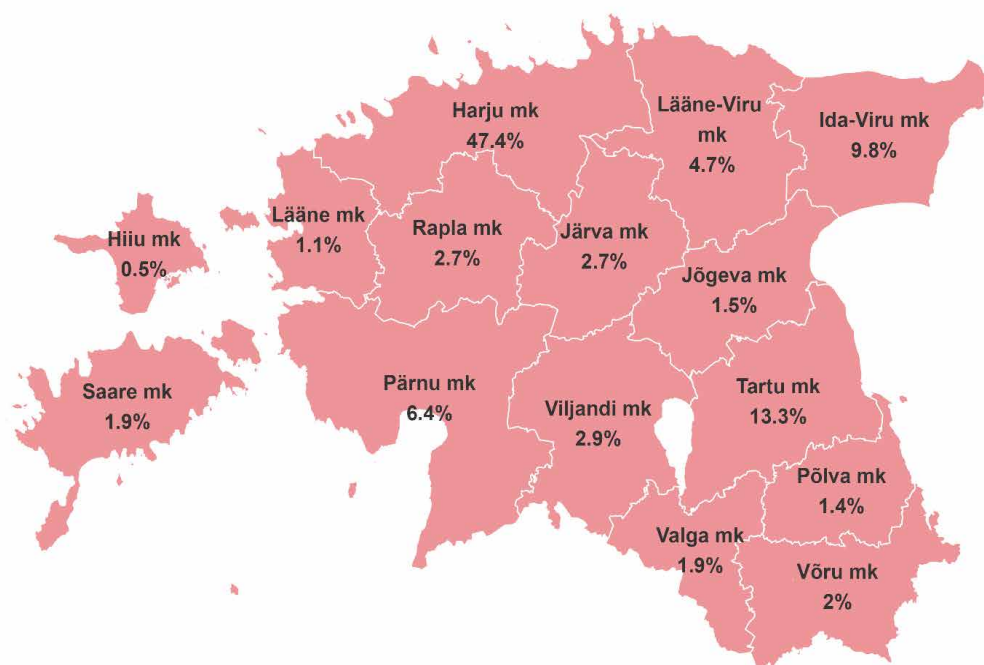 Harju mk
47.4%
Lääne-Viru
mk
4.7%
Ida-Viru mk
9.8%
Hiiu mk
0.5%
Lääne mk
1.1%
Rapla mk
2.7%
Järva mk
2.7%
Jõgeva mk
1.5%
Saare mk
1.9%
Pärnu mk
6.4%
Viljandi mk
2.9%
Tartu mk
13.3%
Põlva mk
1.4%
Valga mk
1.9%
Võru mk
2%